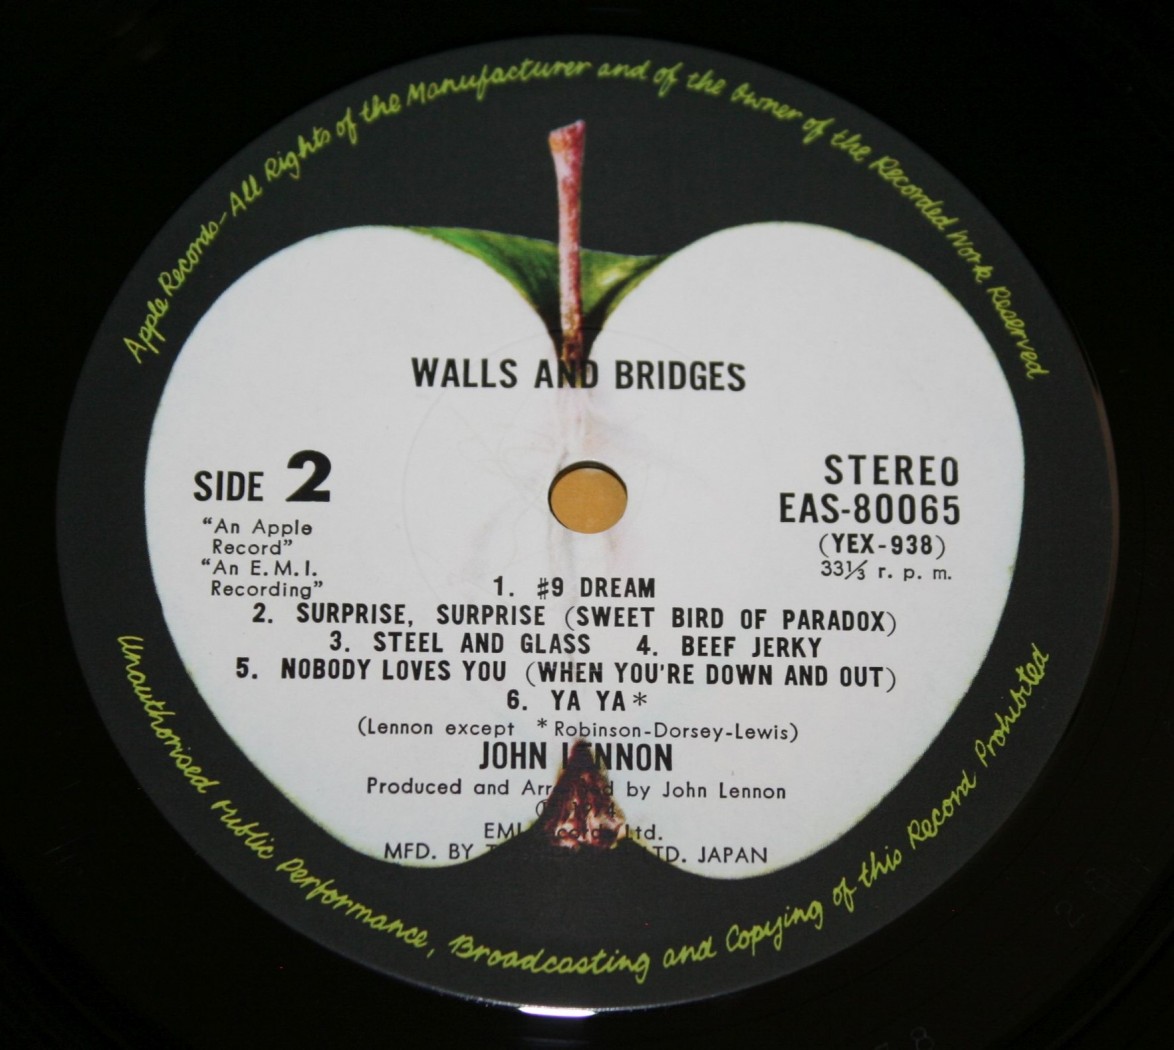 Apple Records-All Rights of the Manufacturer and of the Owner of the Recorded Work Reserved
WALLS AND BRIDGES
SIDE 2
"An Apple
Record"
"An E.M.I.
Recording"
STEREO
EAS-80065
(YEX-938)
33⅓ r. p. m.
1. #9 DREAM
2. SURPRISE, SURPRISE (SWEET BIRD OF PARADOX)
3. STEEL AND GLASS 4. BEEF JERKY
5. NOBODY LOVES YOU (WHEN YOU'RE DOWN AND OUT)
6. YA YA*
(Lennon except *Robinson-Dorsey-Lewis)
JOHN LENNON
Produced and Arranged by John Lennon
Ⓟ 1974
EMI Records Ltd.
MFD. BY LTD. JAPAN
Unauthorised Public Performance, Broadcasting and Copying of this Record Prohibited